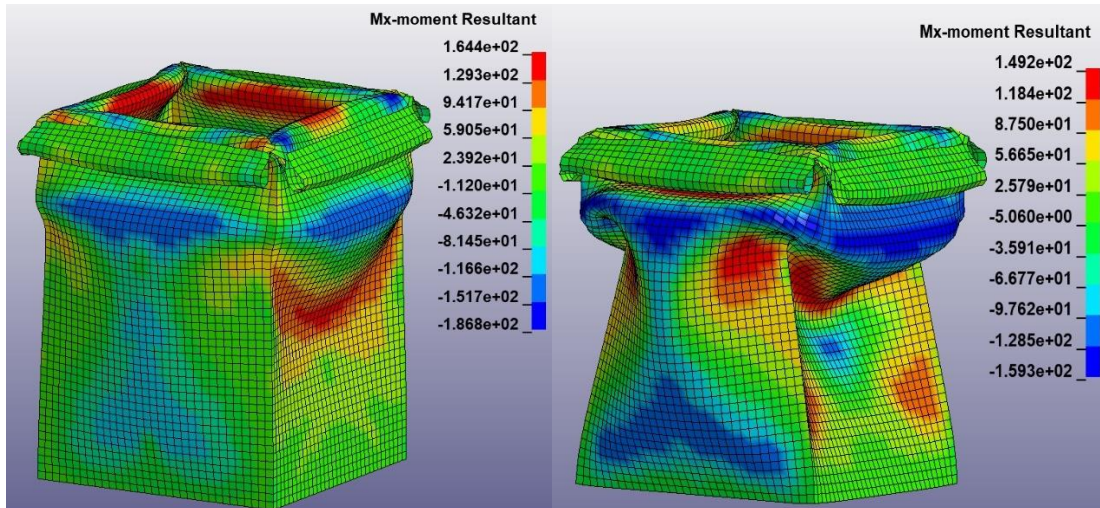 Mx-moment Resultant
1.644e+02
1.293e+02
9.417e+01
5.905e+01
2.392e+01
-1.120e+01
-4.632e+01
-8.145e+01
-1.166e+02
-1.517e+02
-1.868e+02
Mx-moment Resultant
1.492e+02
1.184e+02
8.750e+01
5.665e+01
2.579e+01
-5.060e+00
-3.591e+01
-6.677e+01
-9.762e+01
-1.285e+02
-1.593e+02